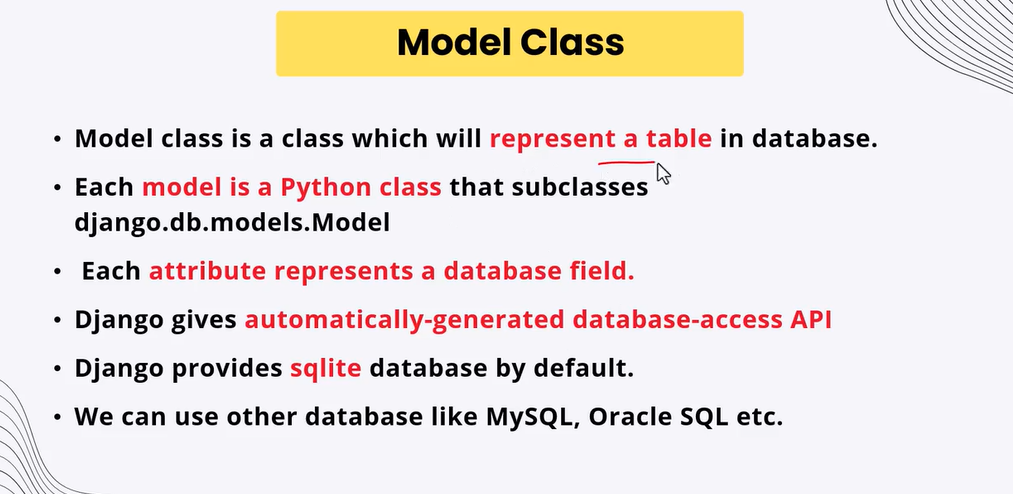 Model Class
• Model class is a class which will represent a table in database.
• Each model is a Python class that subclasses
django.db.models.Model
• Each attribute represents a database field.
• Django gives automatically-generated database-access API
• Django provides sqlite database by default.
• We can use other database like MySQL, Oracle SQL etc.